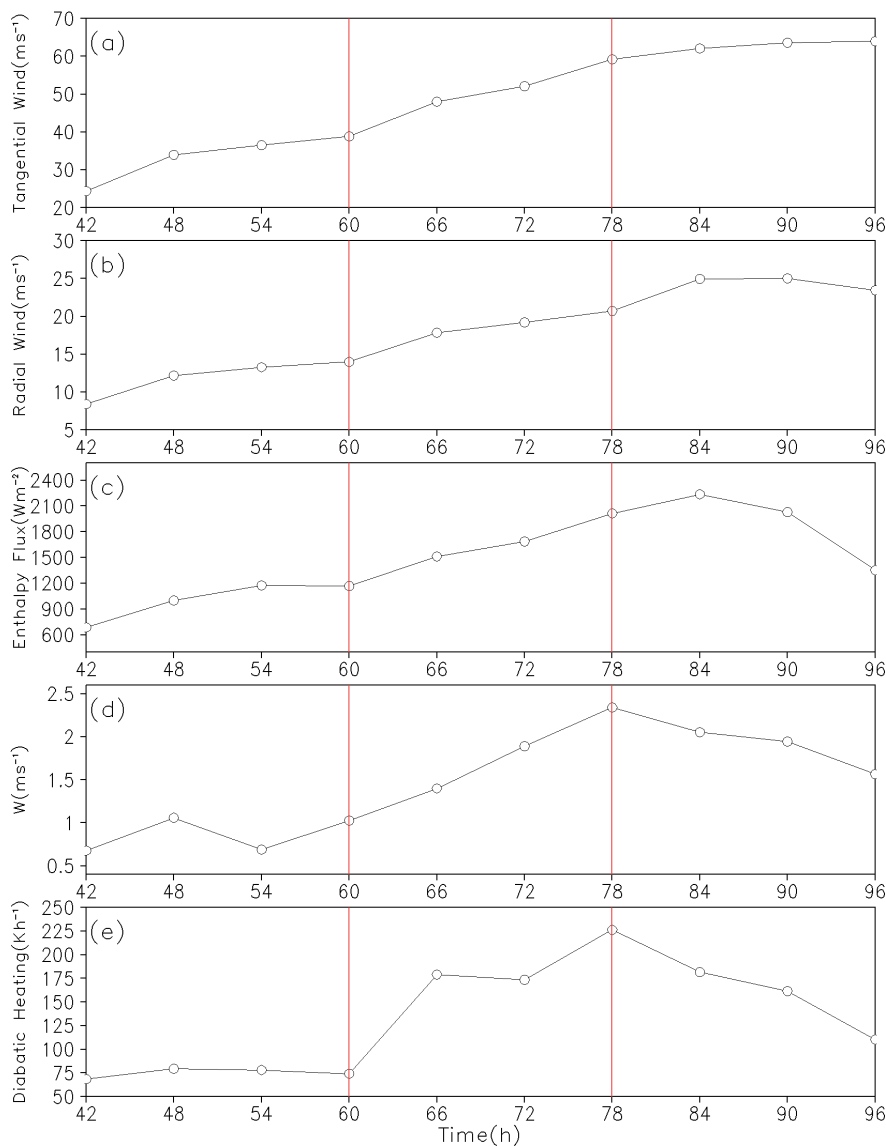 (a)
Tangential Wind(ms⁻¹)
70
60
50
40
30
20
42 48 54 60 66 72 78 84 90 96
(b)
Radial Wind(ms⁻¹)
30
25
20
15
10
5
42 48 54 60 66 72 78 84 90 96
(c)
Enthalpy Flux(Wm⁻²)
2400
2100
1800
1500
1200
900
600
42 48 54 60 66 72 78 84 90 96
(d)
W(ms⁻¹)
2.5
2
1.5
1
0.5
42 48 54 60 66 72 78 84 90 96
(e)
Diabatic Heating(Kh⁻¹)
250
225
200
175
150
125
100
75
50
42 48 54 60 66 72 78 84 90 96
Time(h)